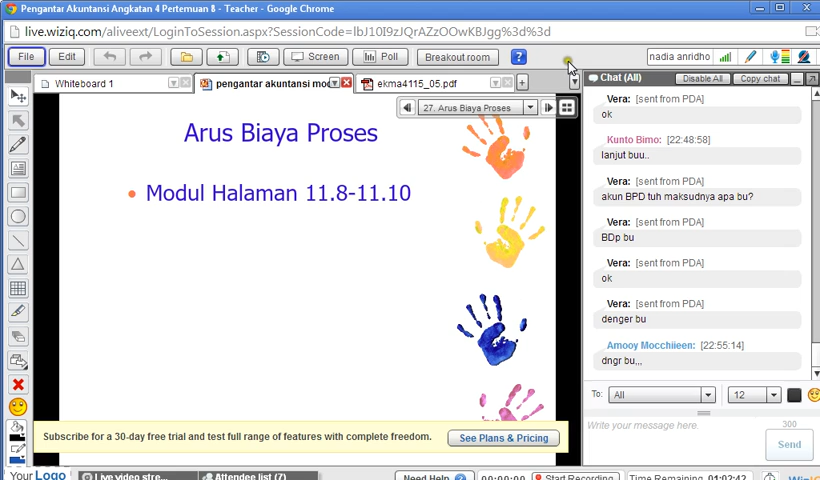 Pengantar Akuntansi Angkatan 4 Pertemuan 8 - Teacher - Google Chrome
live.wiziq.com/aliveext/LoginToSession.aspx?SessionCode=IbJ10I9zJQrAZzOOwKBJgg%3d%3d
File Edit Screen Poll Breakout room ? nadia anridho
Whiteboard 1 pengantar akuntansi mo ekma4115_05.pdf +
27. Arus Biaya Proses
Arus Biaya Proses
• Modul Halaman 11.8-11.10
Subscribe for a 30-day free trial and test full range of features with complete freedom. See Plans & Pricing
Chat (All) Disable All Copy chat
Vera: [sent from PDA]
ok
Kunto Bimo: [22:48:58]
lanjut buu..
Vera: [sent from PDA]
akun BPD tuh maksudnya apa bu?
Vera: [sent from PDA]
BDp bu
Vera: [sent from PDA]
ok
Vera: [sent from PDA]
denger bu
Amooy Mocchiieen: [22:55:14]
dngr bu,,,
To: All 12
Write your message here. 300
Send
Your Logo Live video stre... Attendee list (7) Need Help ? 00:00:00 Start Recording Time Remaining 01:02:42